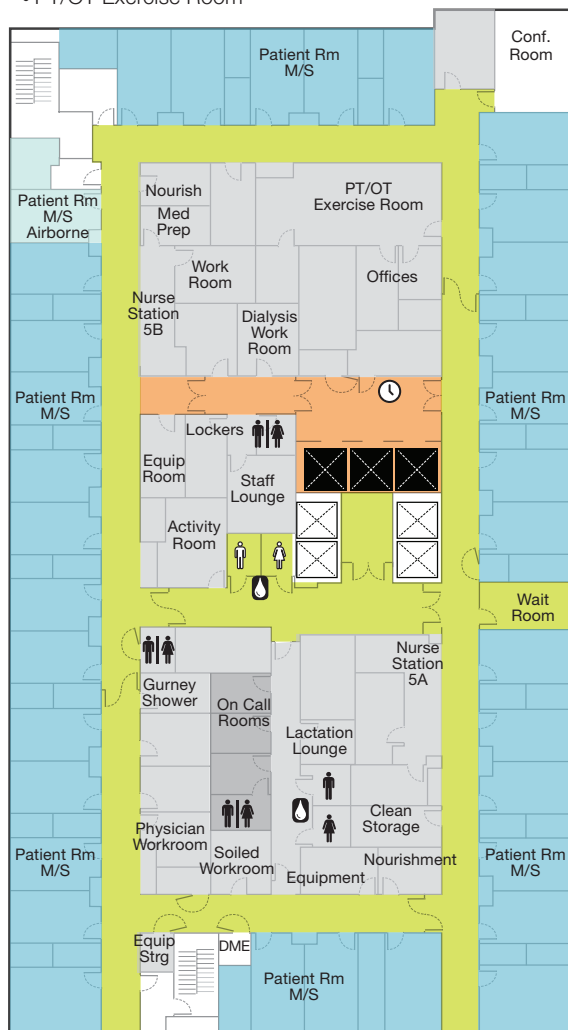 • PT/OT Exercise Room
Conf.
Room
Patient Rm
M/S
Nourish
Med
Prep
PT/OT
Exercise Room
Patient Rm
M/S
Airborne
Work
Room
Offices
Nurse
Station
5B
Dialysis
Work
Room
Patient Rm
M/S
Patient Rm
M/S
Lockers
Equip
Room
Staff
Lounge
Activity
Room
Wait
Room
Nurse
Station
5A
Gurney
Shower
On Call
Rooms
Lactation
Lounge
Clean
Storage
Physician
Workroom
Soiled
Workroom
Nourishment
Equipment
Patient Rm
M/S
Patient Rm
M/S
Equip
Strg
DME
Patient Rm
M/S